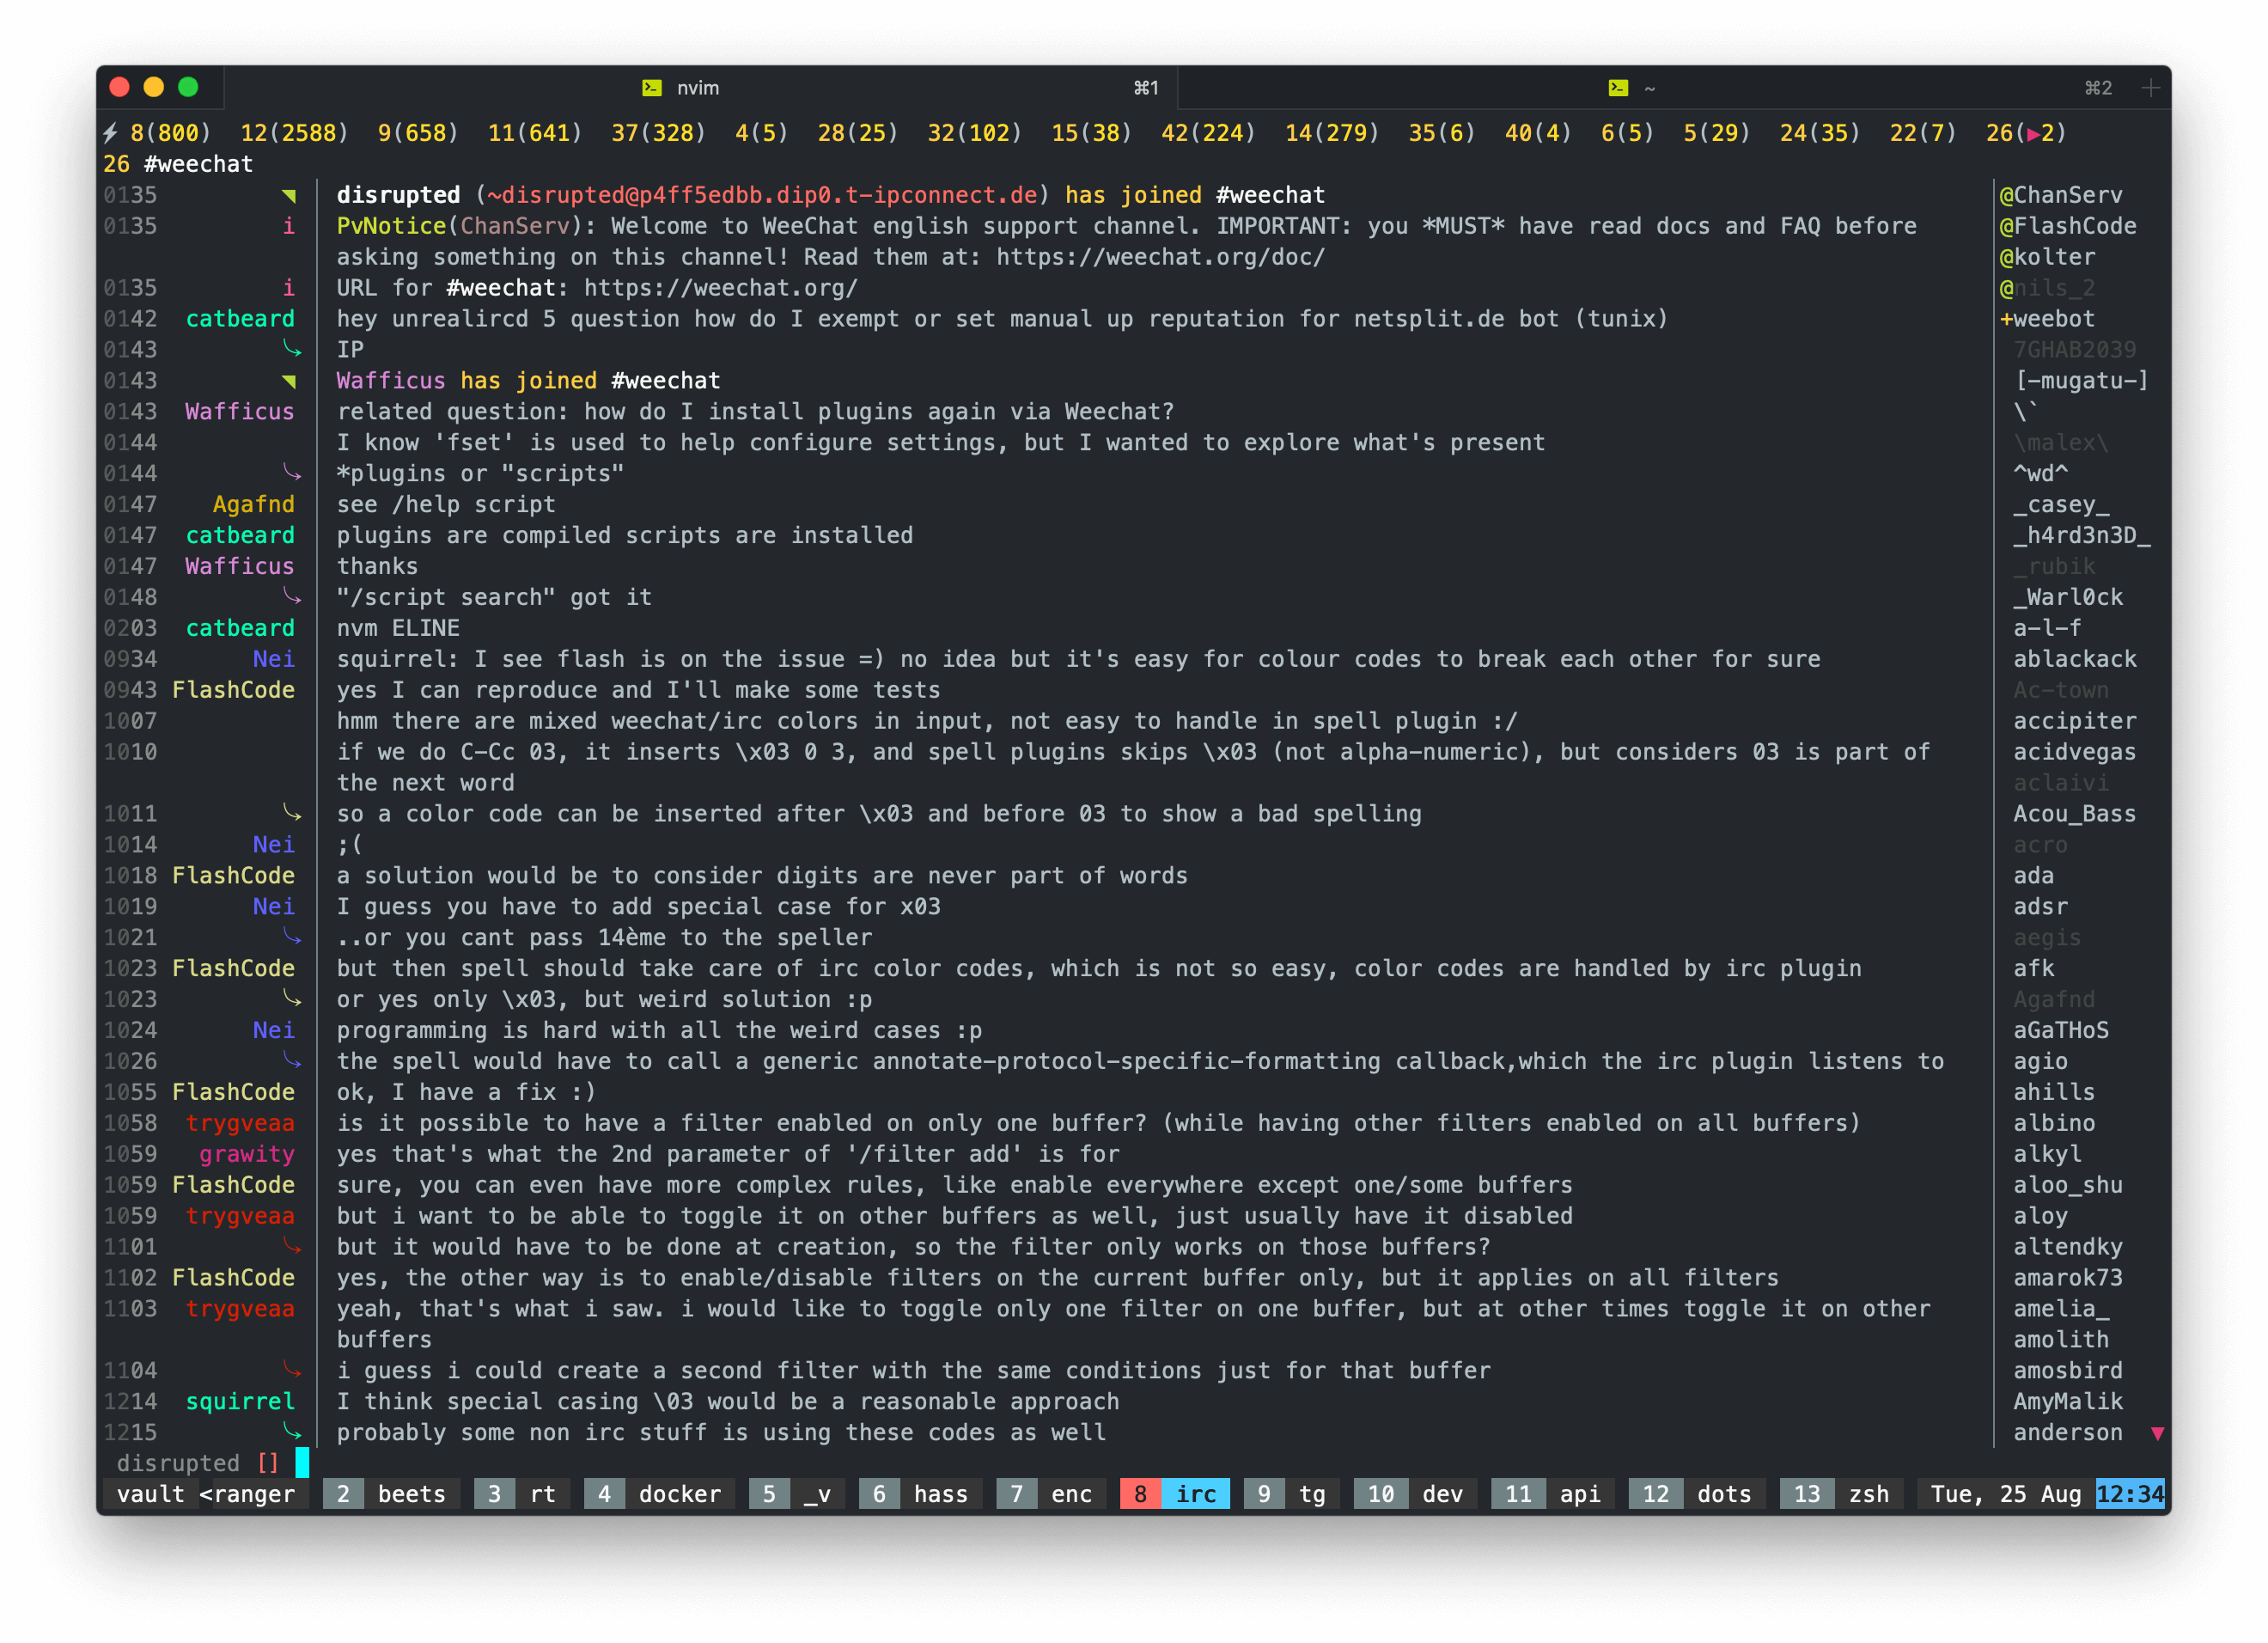 nvim ⌘1 ~ ⌘2 +
8(800) 12(2588) 9(658) 11(641) 37(328) 4(5) 28(25) 32(102) 15(38) 42(224) 14(279) 35(6) 40(4) 6(5) 5(29) 24(35) 22(7) 26(▶2)
26 #weechat
0135 ◥ disrupted (~disrupted@p4ff5edbb.dip0.t-ipconnect.de) has joined #weechat @ChanServ
0135 i PvNotice(ChanServ): Welcome to WeeChat english support channel. IMPORTANT: you *MUST* have read docs and FAQ before @FlashCode
asking something on this channel! Read them at: https://weechat.org/doc/ @kolter
0135 i URL for #weechat: https://weechat.org/ @nils_2
0142 catbeard hey unrealircd 5 question how do I exempt or set manual up reputation for netsplit.de bot (tunix) +weebot
0143 ⤷ IP 7GHAB2039
0143 ◥ Wafficus has joined #weechat [-mugatu-]
0143 Wafficus related question: how do I install plugins again via Weechat? \`
0144 I know 'fset' is used to help configure settings, but I wanted to explore what's present \malex\
0144 ⤷ *plugins or "scripts" ^wd^
0147 Agafnd see /help script _casey_
0147 catbeard plugins are compiled scripts are installed _h4rd3n3D_
0147 Wafficus thanks _rubik
0148 ⤷ "/script search" got it _Warl0ck
0203 catbeard nvm ELINE a-l-f
0934 Nei squirrel: I see flash is on the issue =) no idea but it's easy for colour codes to break each other for sure ablackack
0943 FlashCode yes I can reproduce and I'll make some tests Ac-town
1007 hmm there are mixed weechat/irc colors in input, not easy to handle in spell plugin :/ accipiter
1010 if we do C-Cc 03, it inserts \x03 0 3, and spell plugins skips \x03 (not alpha-numeric), but considers 03 is part of acidvegas
the next word aclaivi
1011 ⤷ so a color code can be inserted after \x03 and before 03 to show a bad spelling Acou_Bass
1014 Nei ;( acro
1018 FlashCode a solution would be to consider digits are never part of words ada
1019 Nei I guess you have to add special case for x03 adsr
1021 ⤷ ..or you cant pass 14ème to the speller aegis
1023 FlashCode but then spell should take care of irc color codes, which is not so easy, color codes are handled by irc plugin afk
1023 ⤷ or yes only \x03, but weird solution :p Agafnd
1024 Nei programming is hard with all the weird cases :p aGaTHoS
1026 ⤷ the spell would have to call a generic annotate-protocol-specific-formatting callback,which the irc plugin listens to agio
1055 FlashCode ok, I have a fix :) ahills
1058 trygveaa is it possible to have a filter enabled on only one buffer? (while having other filters enabled on all buffers) albino
1059 grawity yes that's what the 2nd parameter of '/filter add' is for alkyl
1059 FlashCode sure, you can even have more complex rules, like enable everywhere except one/some buffers aloo_shu
1059 trygveaa but i want to be able to toggle it on other buffers as well, just usually have it disabled aloy
1101 ⤷ but it would have to be done at creation, so the filter only works on those buffers? altendky
1102 FlashCode yes, the other way is to enable/disable filters on the current buffer only, but it applies on all filters amarok73
1103 trygveaa yeah, that's what i saw. i would like to toggle only one filter on one buffer, but at other times toggle it on other amelia_
buffers amolith
1104 ⤷ i guess i could create a second filter with the same conditions just for that buffer amosbird
1214 squirrel I think special casing \03 would be a reasonable approach AmyMalik
1215 ⤷ probably some non irc stuff is using these codes as well anderson ▼
disrupted []
vault <ranger 2 beets 3 rt 4 docker 5 _v 6 hass 7 enc 8 irc 9 tg 10 dev 11 api 12 dots 13 zsh Tue, 25 Aug 12:34